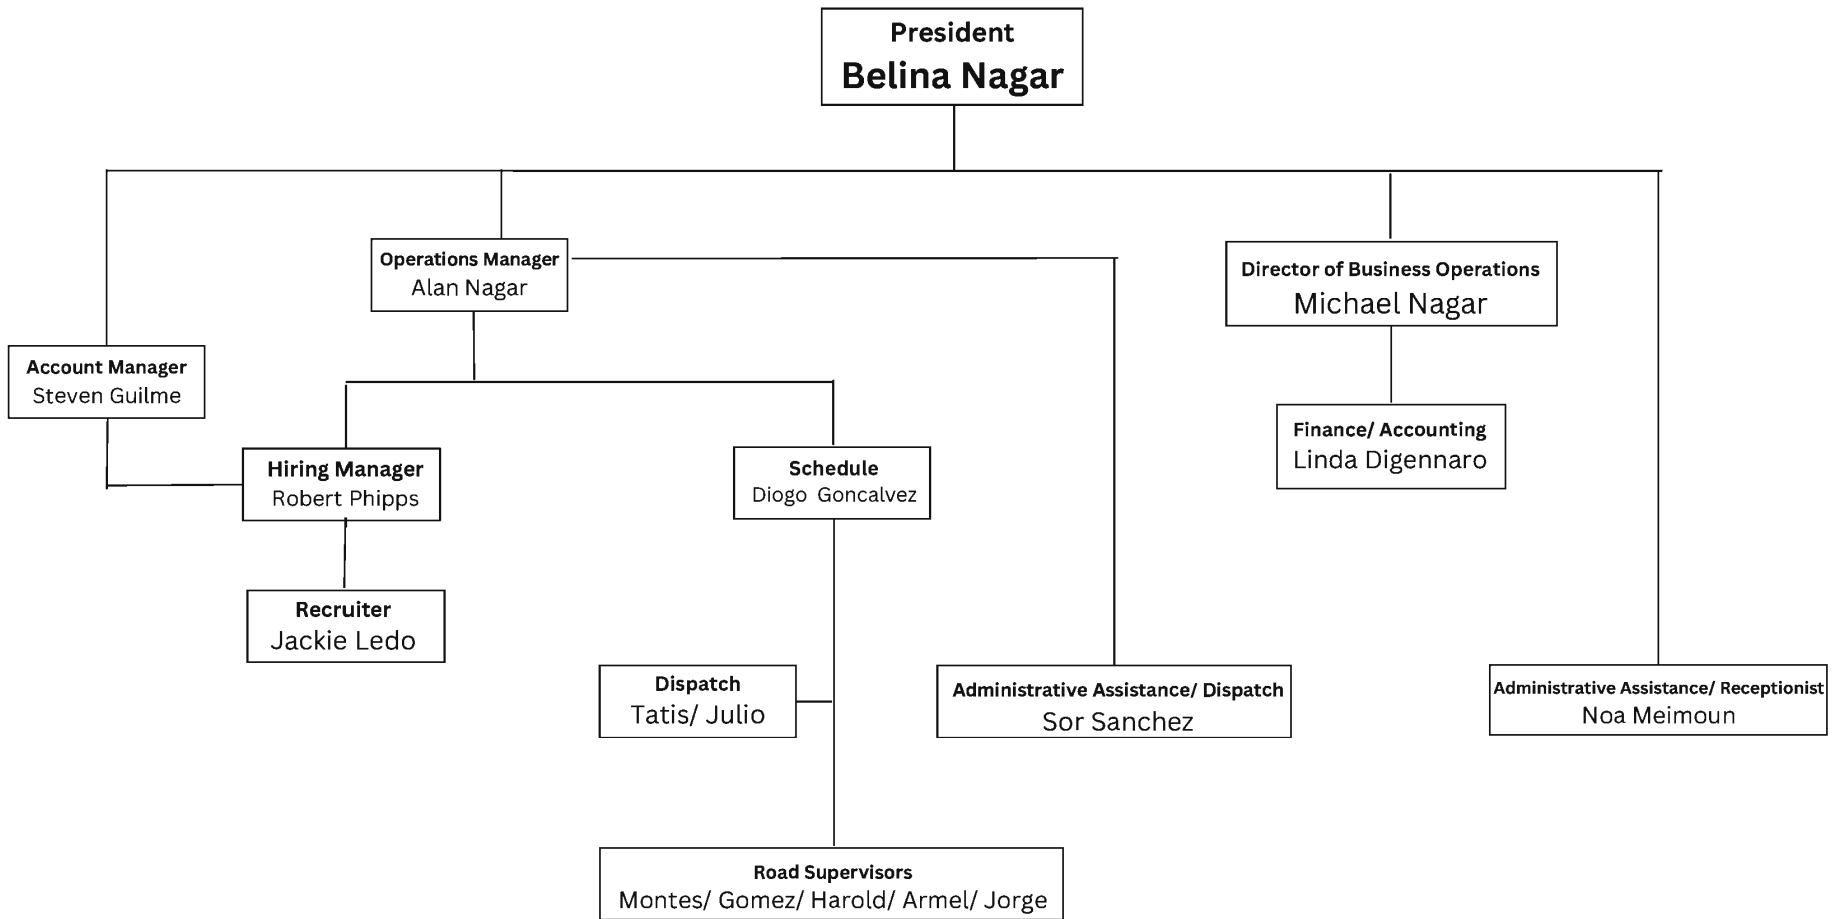 President
Belina Nagar
Operations Manager
Alan Nagar
Director of Business Operations
Michael Nagar
Account Manager
Steven Guilme
Finance/ Accounting
Linda Digennaro
Hiring Manager
Robert Phipps
Schedule
Diogo Goncalvez
Recruiter
Jackie Ledo
Dispatch
Tatis/ Julio
Administrative Assistance/ Dispatch
Sor Sanchez
Administrative Assistance/ Receptionist
Noa Meimoun
Road Supervisors
Montes/ Gomez/ Harold/ Armel/ Jorge